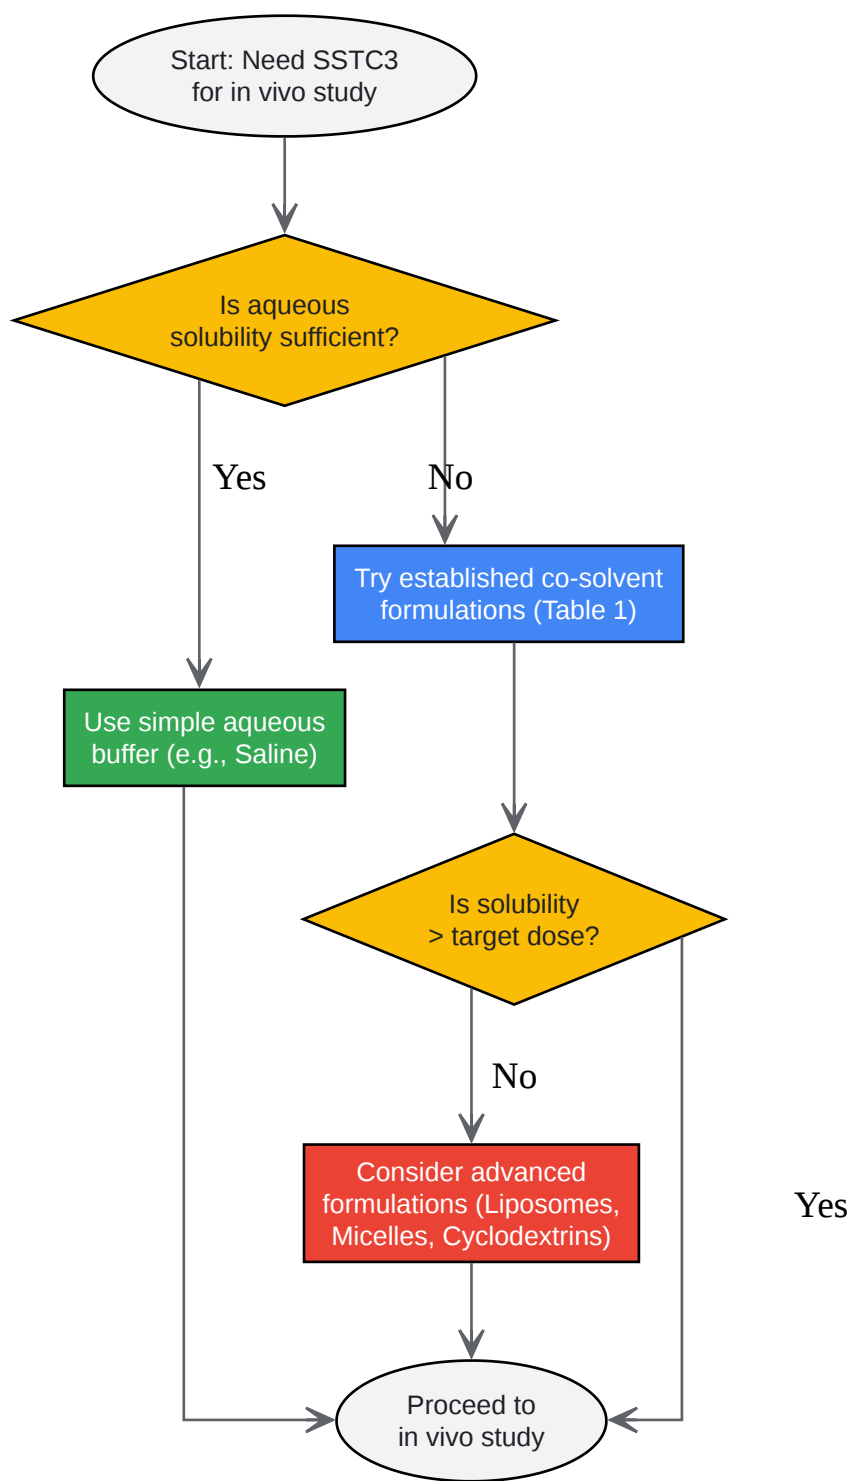 Start: Need SSTC3
for in vivo study
Is aqueous
solubility sufficient?
Yes
No
Try established co-solvent
formulations (Table 1)
Use simple aqueous
buffer (e.g., Saline)
Is solubility
> target dose?
No
Consider advanced
formulations (Liposomes,
Micelles, Cyclodextrins)
Yes
Proceed to
in vivo study